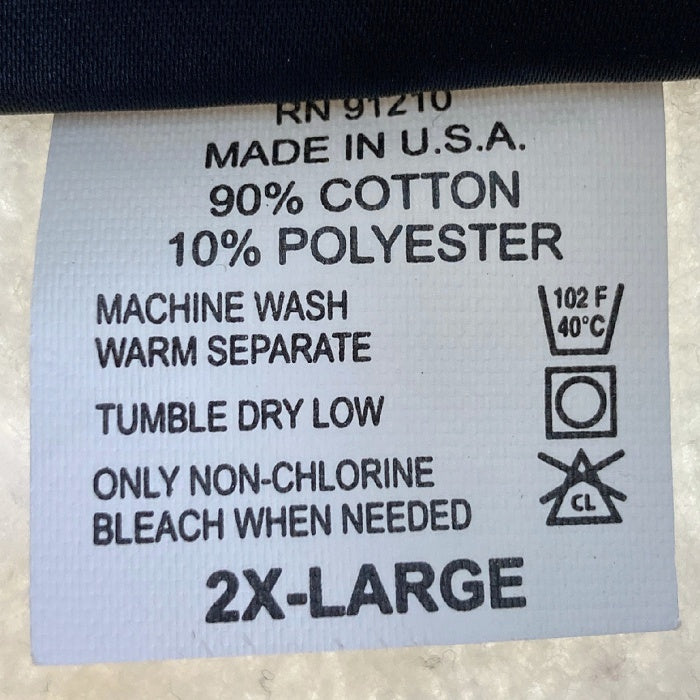 RN 91210
MADE IN U.S.A.
90% COTTON
10% POLYESTER
MACHINE WASH
WARM SEPARATE
102 F
40°C
TUMBLE DRY LOW
ONLY NON-CHLORINE
BLEACH WHEN NEEDED
CL
2X-LARGE